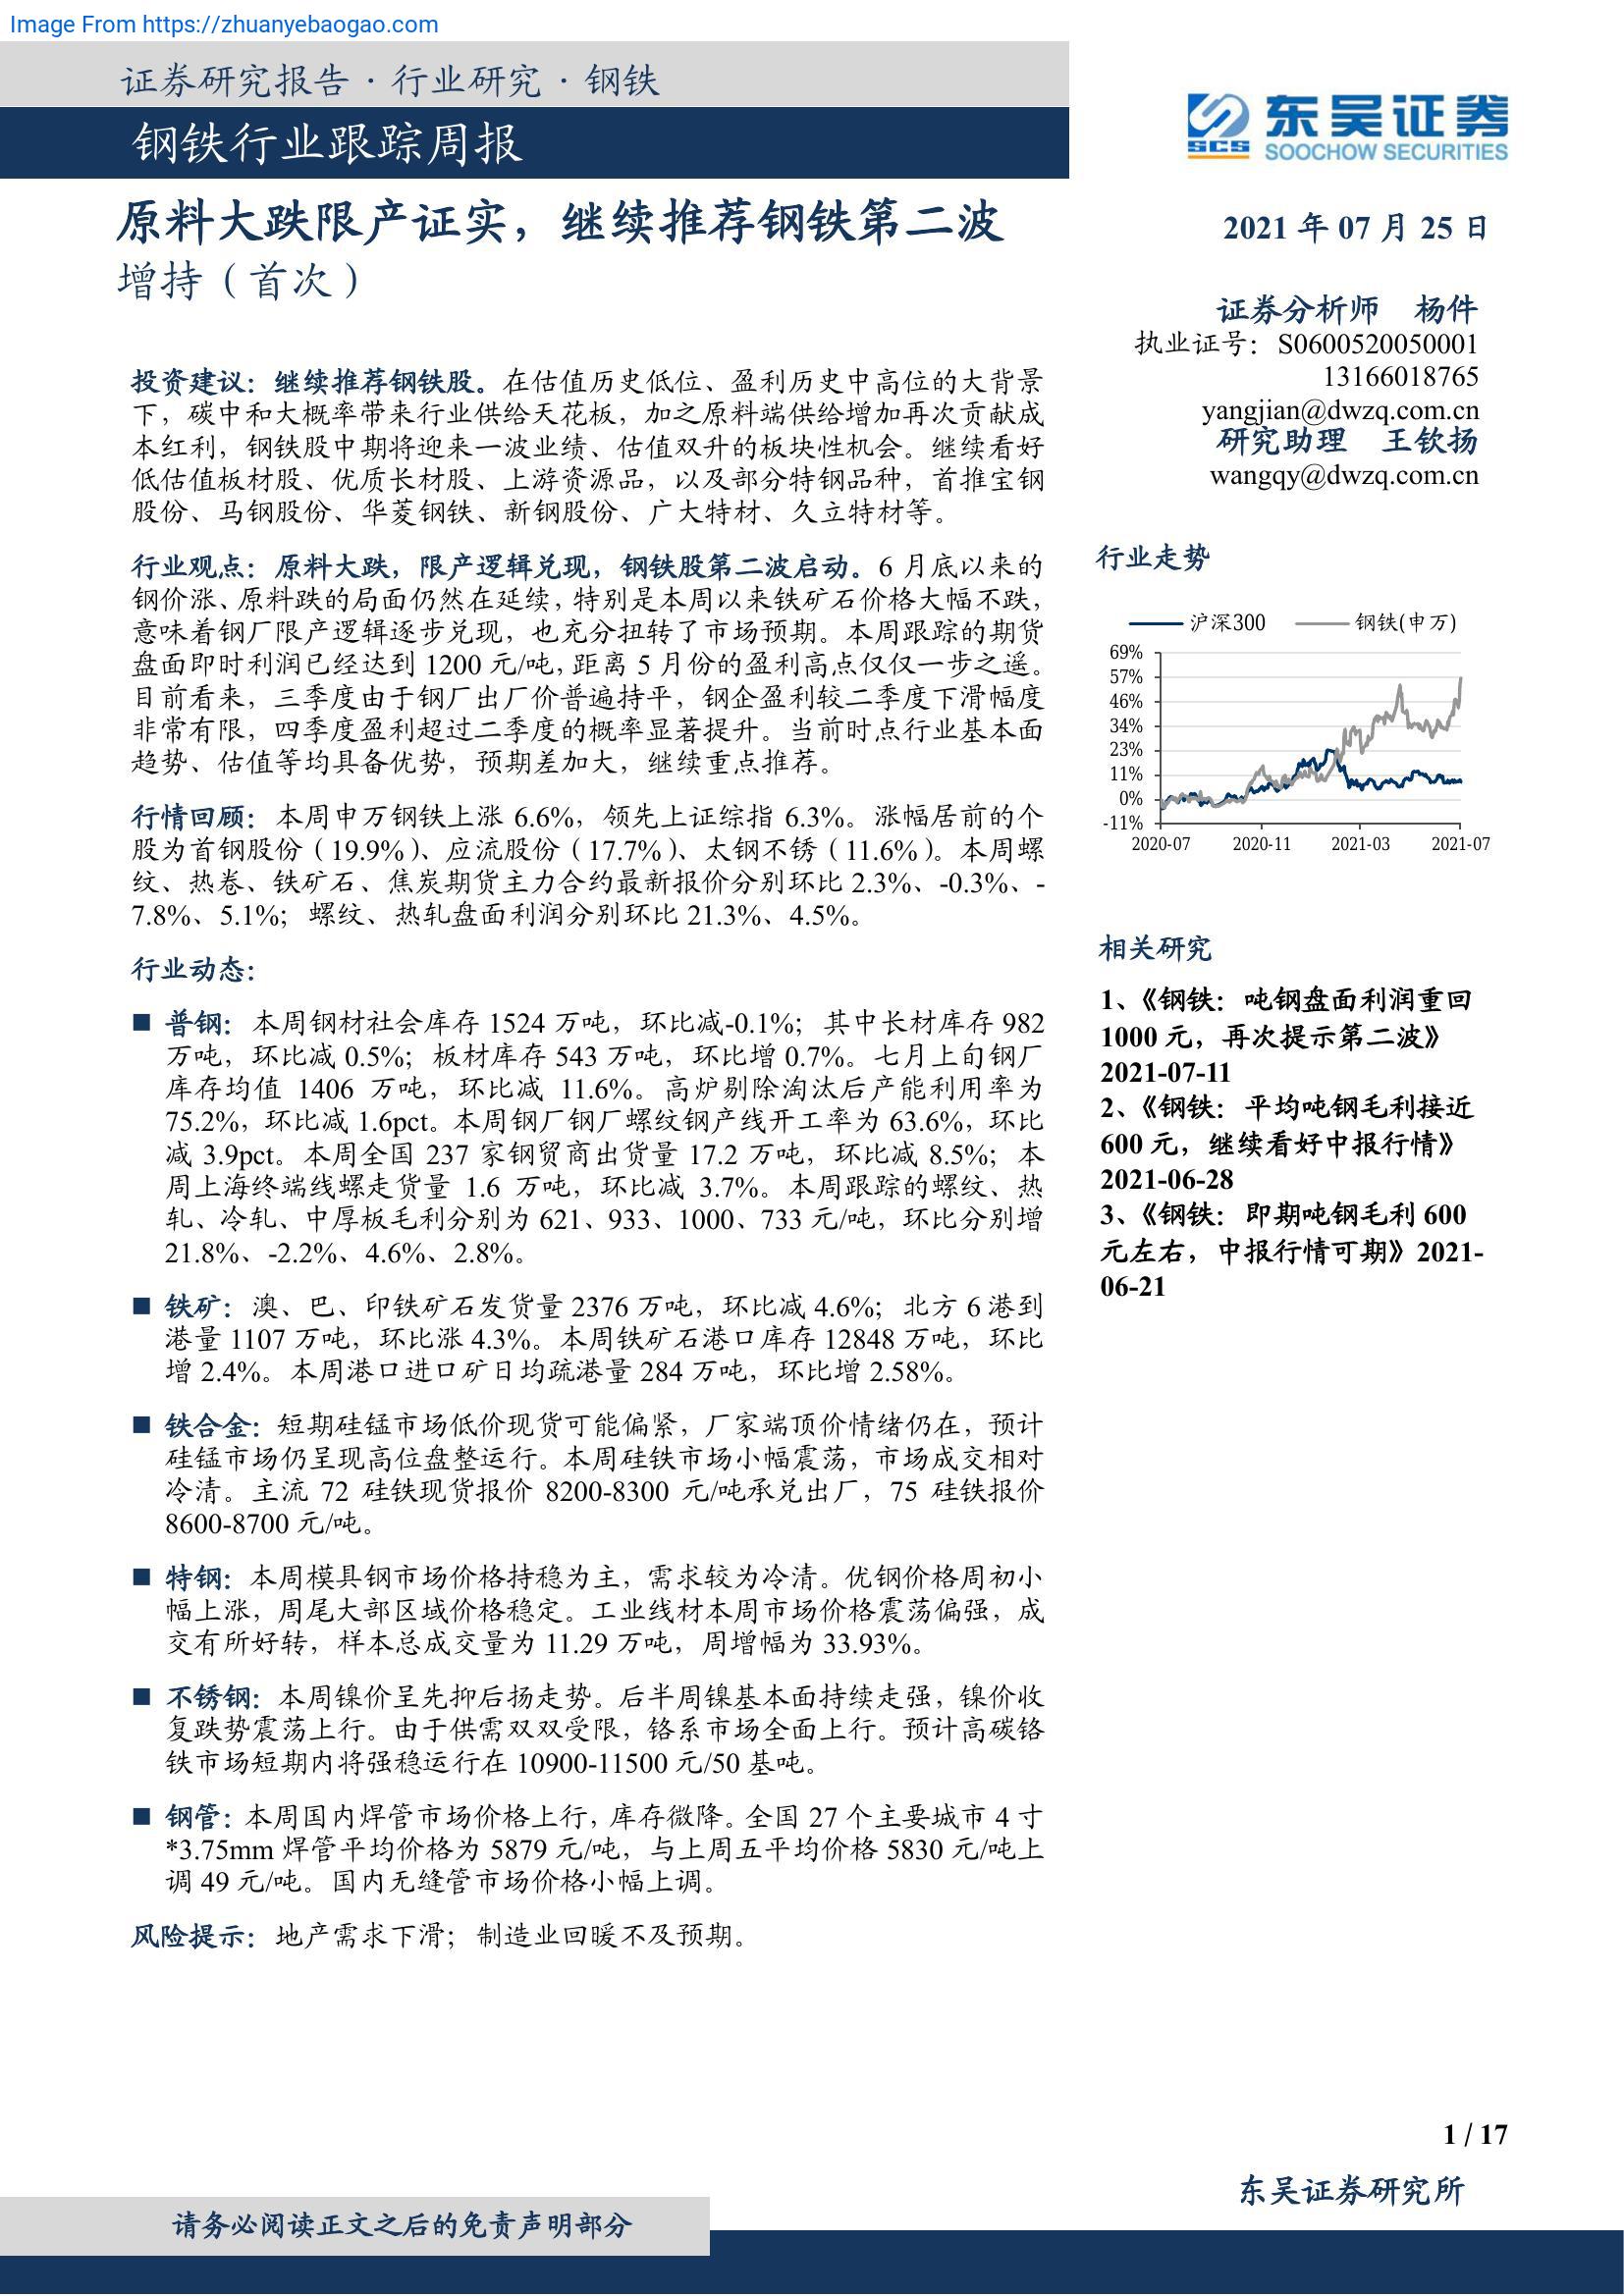 Image From https://zhuanyebaogao.com
证券研究报告·行业研究·钢铁
钢铁行业跟踪周报
SCS 东吴证券
SOOCHOW SECURITIES
原料大跌限产证实，继续推荐钢铁第二波
增持（首次）
投资建议：继续推荐钢铁股。在估值历史低位、盈利历史中高位的大背景
下，碳中和大概率带来行业供给天花板，加之原料端供给增加再次贡献成
本红利，钢铁股中期将迎来一波业绩、估值双升的板块性机会。继续看好
低估值板材股、优质长材股、上游资源品，以及部分特钢品种，首推宝钢
股份、马钢股份、华菱钢铁、新钢股份、广大特材、久立特材等。
行业观点：原料大跌，限产逻辑兑现，钢铁股第二波启动。6 月底以来的
钢价涨、原料跌的局面仍然在延续，特别是本周以来铁矿石价格大幅不跌，
意味着钢厂限产逻辑逐步兑现，也充分扭转了市场预期。本周跟踪的期货
盘面即时利润已经达到 1200 元/吨，距离 5 月份的盈利高点仅仅一步之遥。
目前看来，三季度由于钢厂出厂价普遍持平，钢企盈利较二季度下滑幅度
非常有限，四季度盈利超过二季度的概率显著提升。当前时点行业基本面
趋势、估值等均具备优势，预期差加大，继续重点推荐。
行情回顾：本周申万钢铁上涨 6.6%，领先上证综指 6.3%。涨幅居前的个
股为首钢股份（19.9%）、应流股份（17.7%）、太钢不锈（11.6%）。本周螺
纹、热卷、铁矿石、焦炭期货主力合约最新报价分别环比 2.3%、-0.3%、-
7.8%、5.1%；螺纹、热轧盘面利润分别环比 21.3%、4.5%。
行业动态：
■ 普钢：本周钢材社会库存 1524 万吨，环比减-0.1%；其中长材库存 982
万吨，环比减 0.5%；板材库存 543 万吨，环比增 0.7%。七月上旬钢厂
库存均值 1406 万吨，环比减 11.6%。高炉剔除淘汰后产能利用率为
75.2%，环比减 1.6pct。本周钢厂钢厂螺纹钢产线开工率为 63.6%，环比
减 3.9pct。本周全国 237 家钢贸商出货量 17.2 万吨，环比减 8.5%；本
周上海终端线螺走货量 1.6 万吨，环比减 3.7%。本周跟踪的螺纹、热
轧、冷轧、中厚板毛利分别为 621、933、1000、733 元/吨，环比分别增
21.8%、-2.2%、4.6%、2.8%。
■ 铁矿：澳、巴、印铁矿石发货量 2376 万吨，环比减 4.6%；北方 6 港到
港量 1107 万吨，环比涨 4.3%。本周铁矿石港口库存 12848 万吨，环比
增 2.4%。本周港口进口矿日均疏港量 284 万吨，环比增 2.58%。
■ 铁合金：短期硅锰市场低价现货可能偏紧，厂家端顶价情绪仍在，预计
硅锰市场仍呈现高位盘整运行。本周硅铁市场小幅震荡，市场成交相对
冷清。主流 72 硅铁现货报价 8200-8300 元/吨承兑出厂，75 硅铁报价
8600-8700 元/吨。
■ 特钢：本周模具钢市场价格持稳为主，需求较为冷清。优钢价格周初小
幅上涨，周尾大部区域价格稳定。工业线材本周市场价格震荡偏强，成
交有所好转，样本总成交量为 11.29 万吨，周增幅为 33.93%。
■ 不锈钢：本周镍价呈先抑后扬走势。后半周镍基本面持续走强，镍价收
复跌势震荡上行。由于供需双双受限，铬系市场全面上行。预计高碳铬
铁市场短期内将强稳运行在 10900-11500 元/50 基吨。
■ 钢管：本周国内焊管市场价格上行，库存微降。全国 27 个主要城市 4 寸
*3.75mm 焊管平均价格为 5879 元/吨，与上周五平均价格 5830 元/吨上
调 49 元/吨。国内无缝管市场价格小幅上调。
风险提示：地产需求下滑；制造业回暖不及预期。
2021 年 07 月 25 日
证券分析师 杨件
执业证号：S0600520050001
13166018765
yangjian@dwzq.com.cn
研究助理 王钦扬
wangqy@dwzq.com.cn
行业走势
沪深300 钢铁(申万)
69%
57%
46%
34%
23%
11%
0%
-11%
2020-07 2020-11 2021-03 2021-07
相关研究
1、《钢铁：吨钢盘面利润重回
1000 元，再次提示第二波》
2021-07-11
2、《钢铁：平均吨钢毛利接近
600 元，继续看好中报行情》
2021-06-28
3、《钢铁：即期吨钢毛利 600
元左右，中报行情可期》2021-
06-21
1 / 17
东吴证券研究所
请务必阅读正文之后的免责声明部分